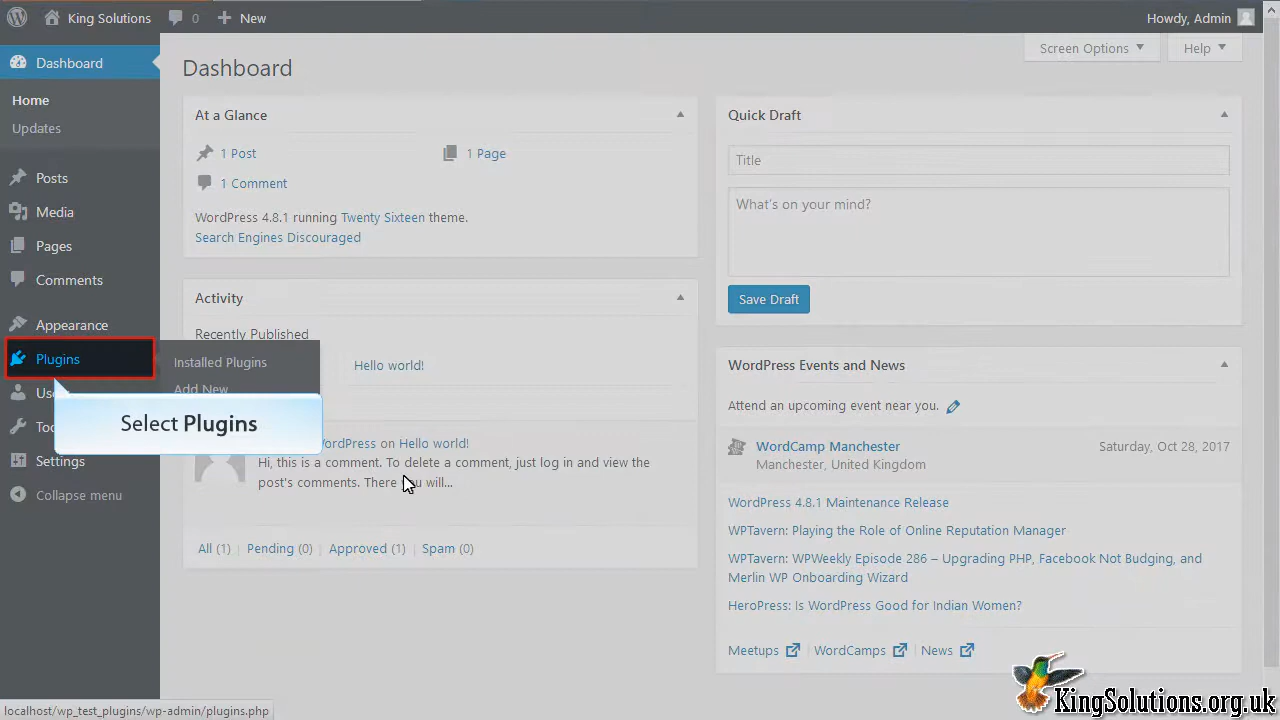 King Solutions
0
New
Howdy, Admin
Dashboard
Home
Updates
Posts
Media
Pages
Comments
Appearance
Plugins
Settings
Collapse menu
Installed Plugins
Add New
Select Plugins
Screen Options
Help
Dashboard
At a Glance
1 Post
1 Page
1 Comment
WordPress 4.8.1 running Twenty Sixteen theme.
Search Engines Discouraged
Activity
Recently Published
Hello world!
on Hello world!
Hi, this is a comment. To delete a comment, just log in and view the
post's comments. There you will...
All (1) | Pending (0) | Approved (1) | Spam (0)
Quick Draft
Title
What's on your mind?
Save Draft
WordPress Events and News
Attend an upcoming event near you.
WordCamp Manchester
Saturday, Oct 28, 2017
Manchester, United Kingdom
WordPress 4.8.1 Maintenance Release
WPTavern: Playing the Role of Online Reputation Manager
WPTavern: WPWeekly Episode 286 – Upgrading PHP, Facebook Not Budging, and
Merlin WP Onboarding Wizard
HeroPress: Is WordPress Good for Indian Women?
Meetups | WordCamps | News
KingSolutions.org.uk
localhost/wp_test_plugins/wp-admin/plugins.php